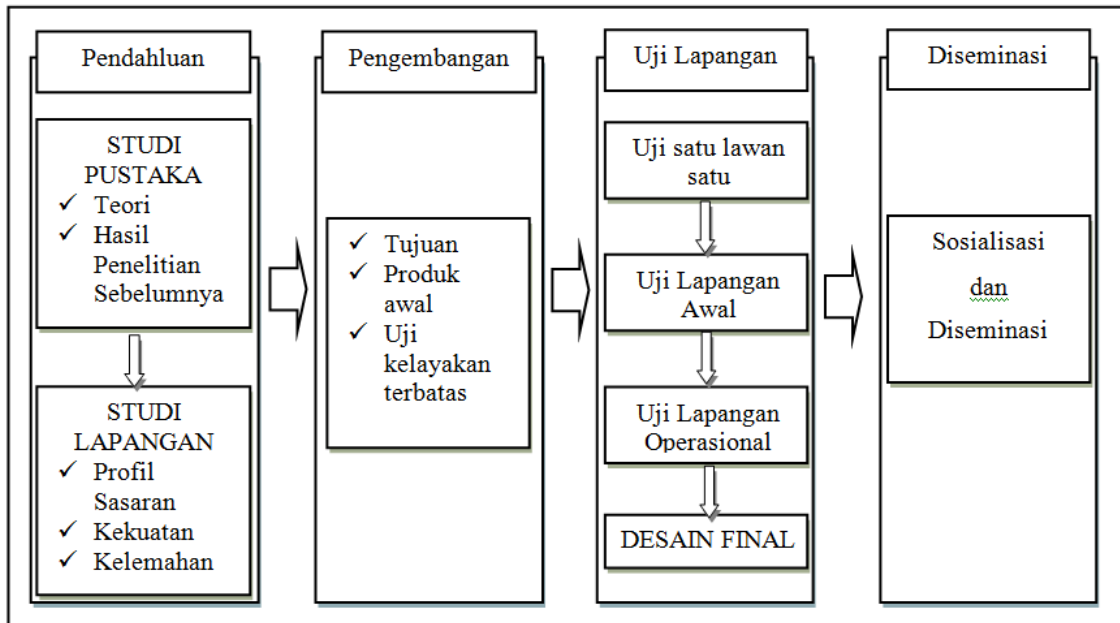 Pendahluan
STUDI
PUSTAKA
✓ Teori
✓ Hasil
Penelitian
Sebelumnya
STUDI
LAPANGAN
✓ Profil
Sasaran
✓ Kekuatan
✓ Kelemahan
Pengembangan
✓ Tujuan
✓ Produk
awal
✓ Uji
kelayakan
terbatas
Uji Lapangan
Uji satu lawan
satu
Uji Lapangan
Awal
Uji Lapangan
Operasional
DESAIN FINAL
Diseminasi
Sosialisasi
dan
Diseminasi